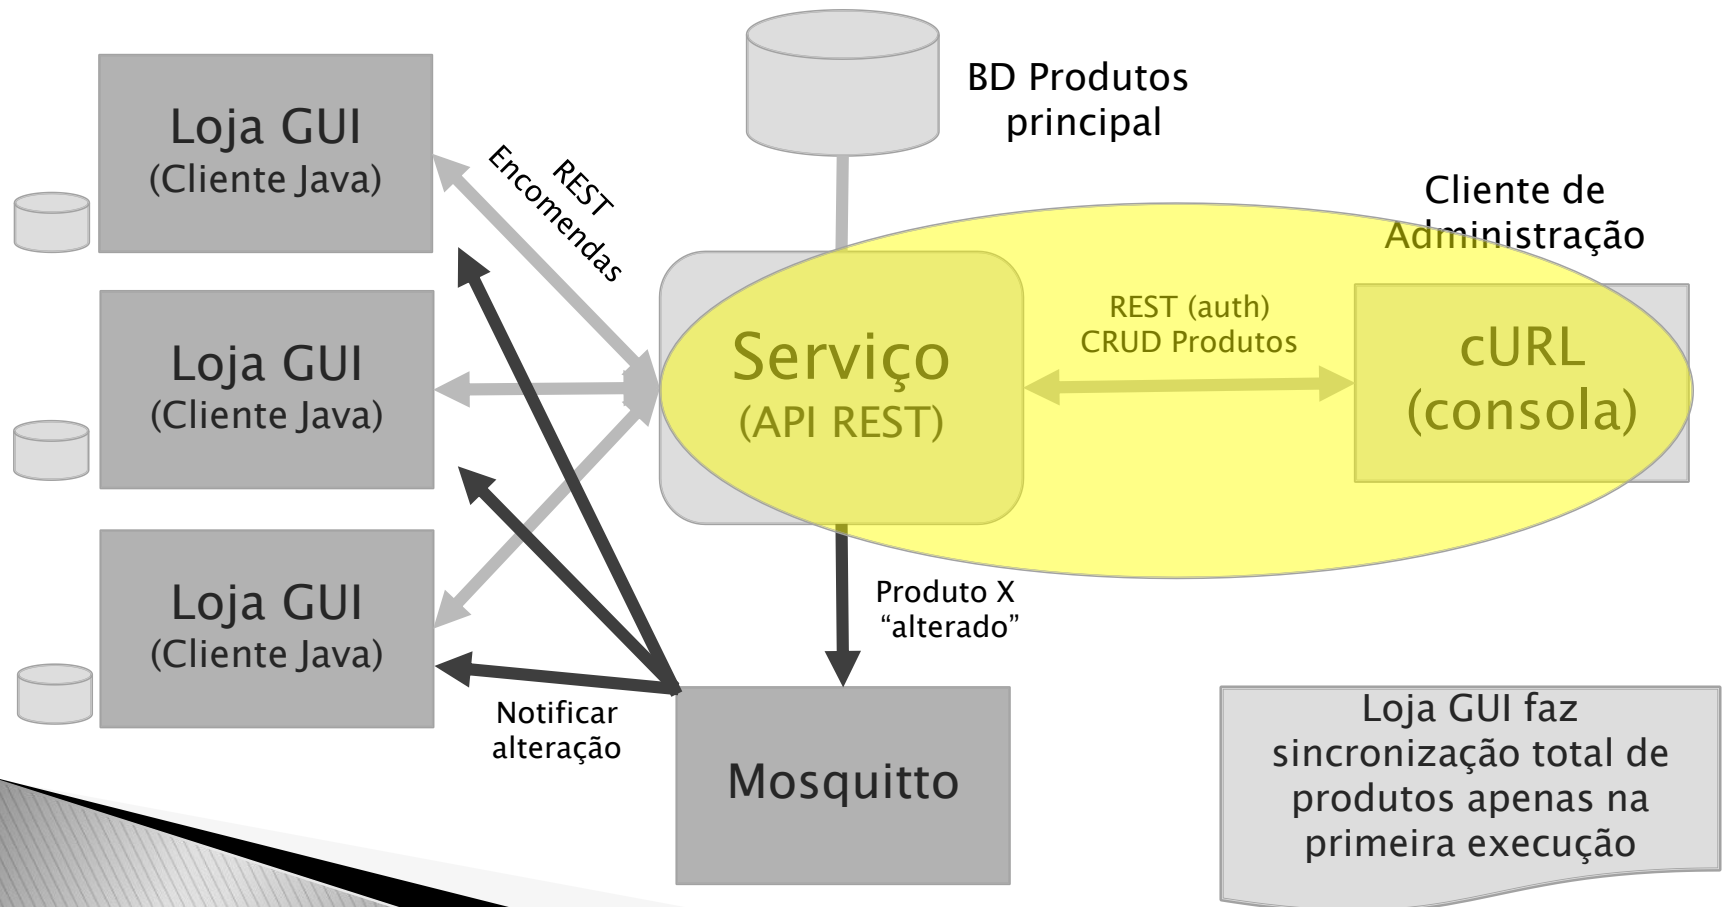 BD Produtos
principal
Loja GUI
(Cliente Java)
REST
Encomendas
Cliente de
Administração
Loja GUI
(Cliente Java)
Serviço
(API REST)
REST (auth)
CRUD Produtos
cURL
(consola)
Loja GUI
(Cliente Java)
Produto X
“alterado”
Notificar
alteração
Mosquitto
Loja GUI faz
sincronização total de
produtos apenas na
primeira execução